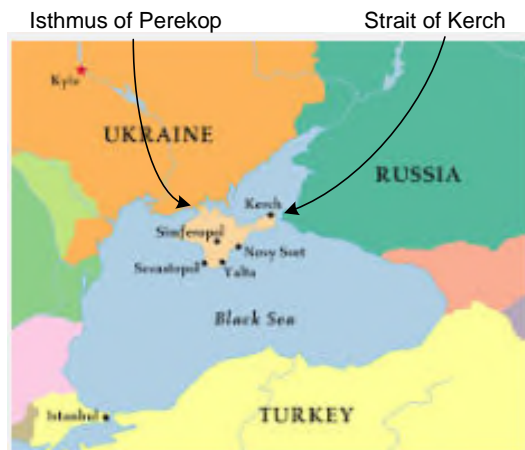 Isthmus of Perekop
Strait of Kerch
Kyiv
UKRAINE
RUSSIA
Kerch
Simferopol
Novy Svet
Sevastopol
Yalta
Black Sea
Istanbul
TURKEY